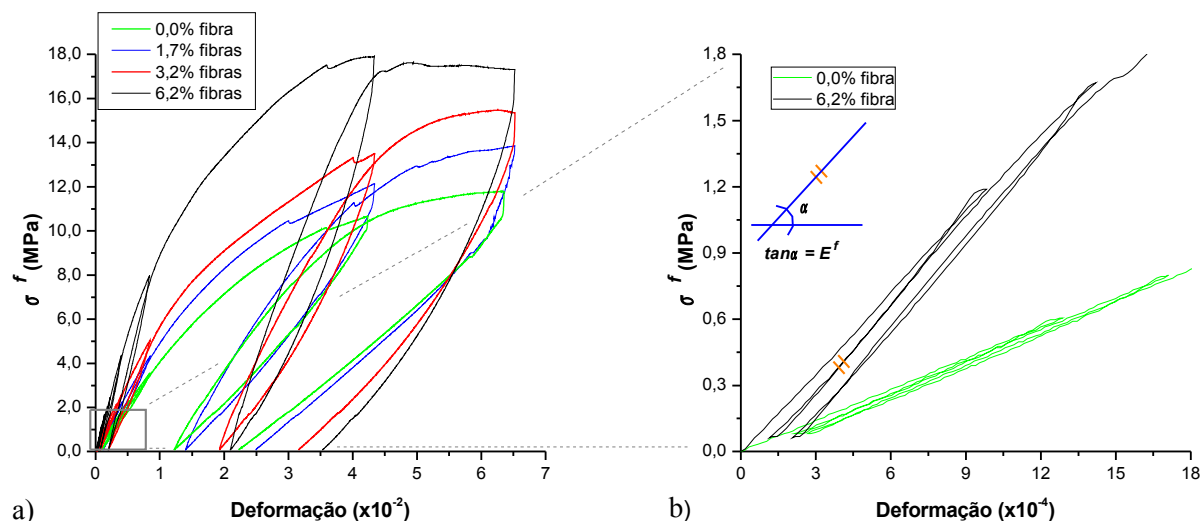 0,0% fibra
1,7% fibras
3,2% fibras
6,2% fibras
18,0
16,0
14,0
12,0
10,0
8,0
6,0
4,0
2,0
0,0
σ f (MPa)
0 1 2 3 4 5 6 7
Deformação (x10-2)
a)
0,0% fibra
6,2% fibra
α
tanα = Ef
1,8
1,5
1,2
0,9
0,6
0,3
0,0
σ f (MPa)
0 3 6 9 12 15 18
Deformação (x10-4)
b)